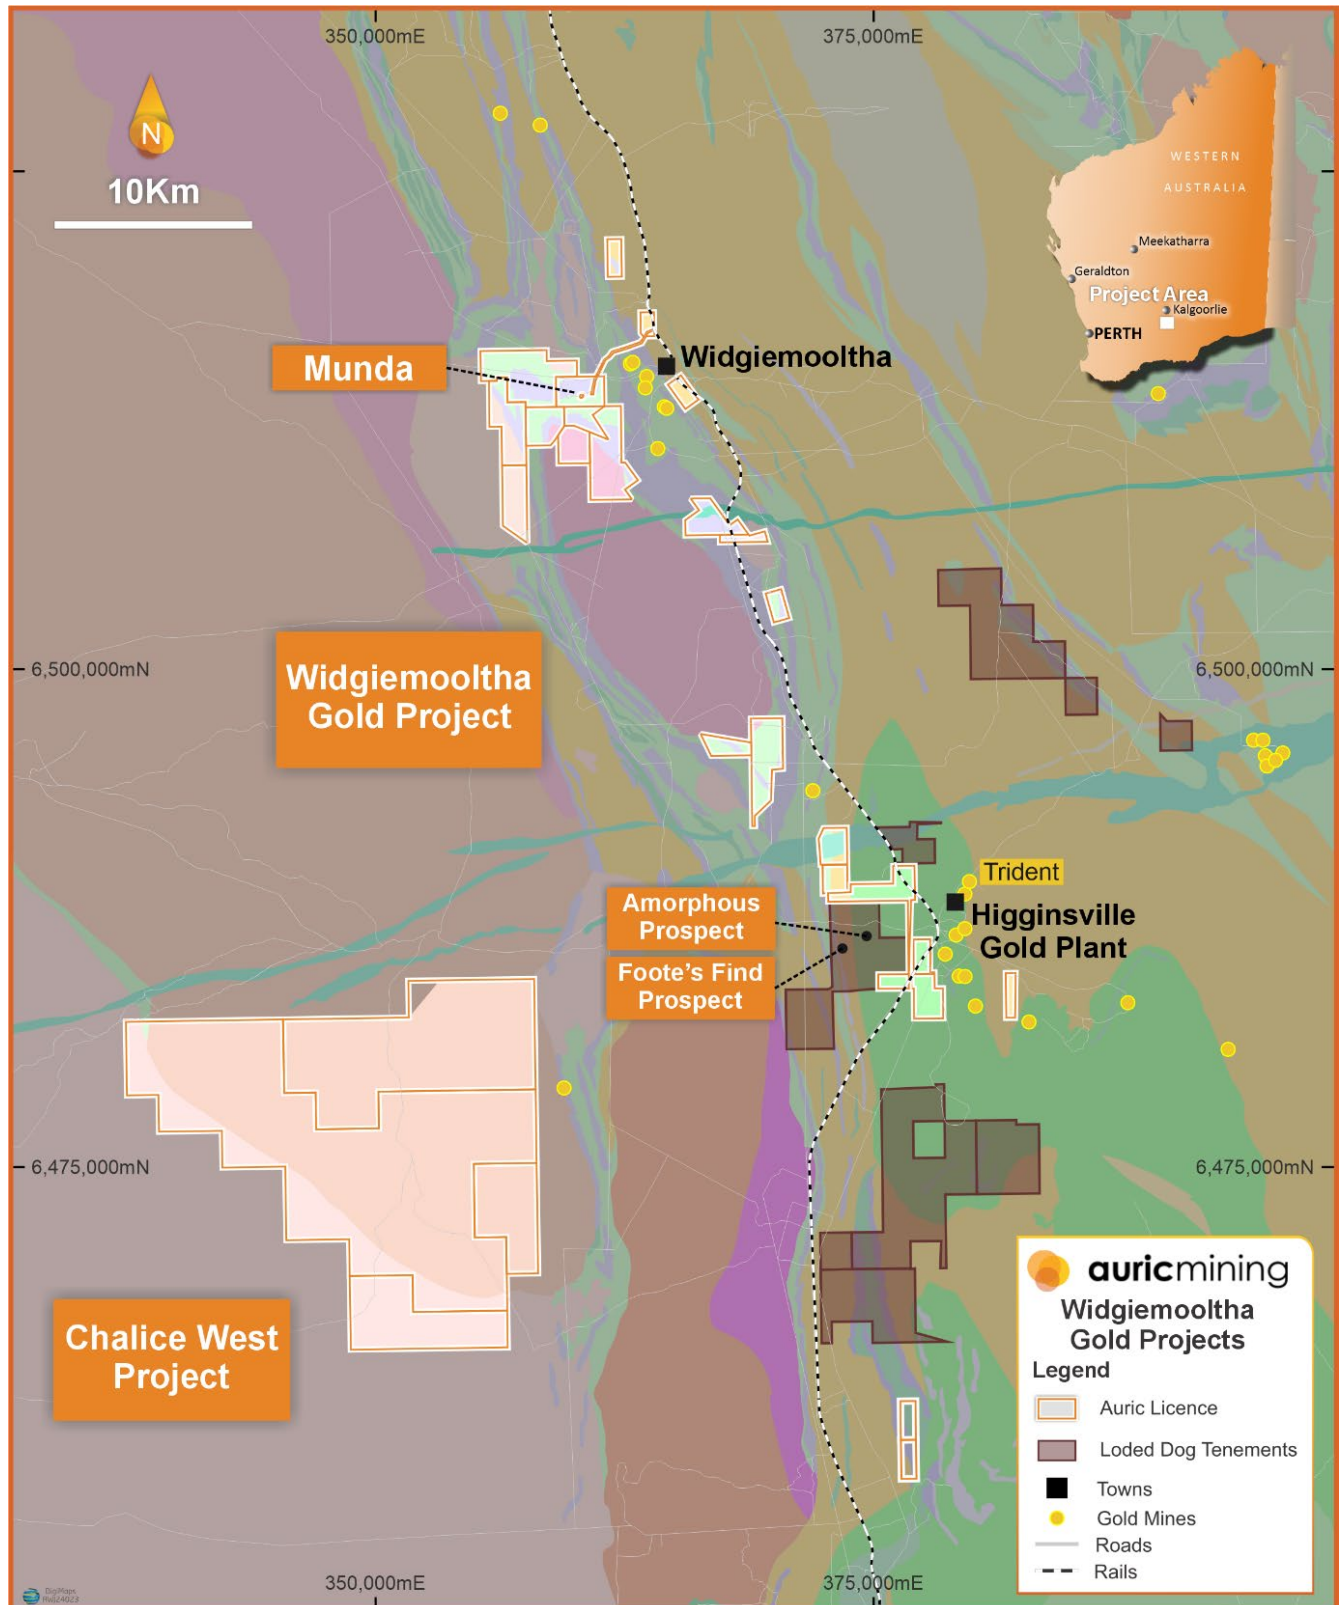 350,000mE
375,000mE
N
10Km
WESTERN
AUSTRALIA
Meekatharra
Geraldton
Project Area
Kalgoorlie
PERTH
Munda
Widgiemooltha
Widgiemooltha
Gold Project
6,500,000mN
6,500,000mN
Trident
Amorphous
Prospect
Higginsville
Gold Plant
Foote's Find
Prospect
6,475,000mN
6,475,000mN
Chalice West
Project
auricmining
Widgiemooltha
Gold Projects
Legend
Auric Licence
Loded Dog Tenements
Towns
Gold Mines
Roads
Rails
350,000mE
375,000mE
DigMaps